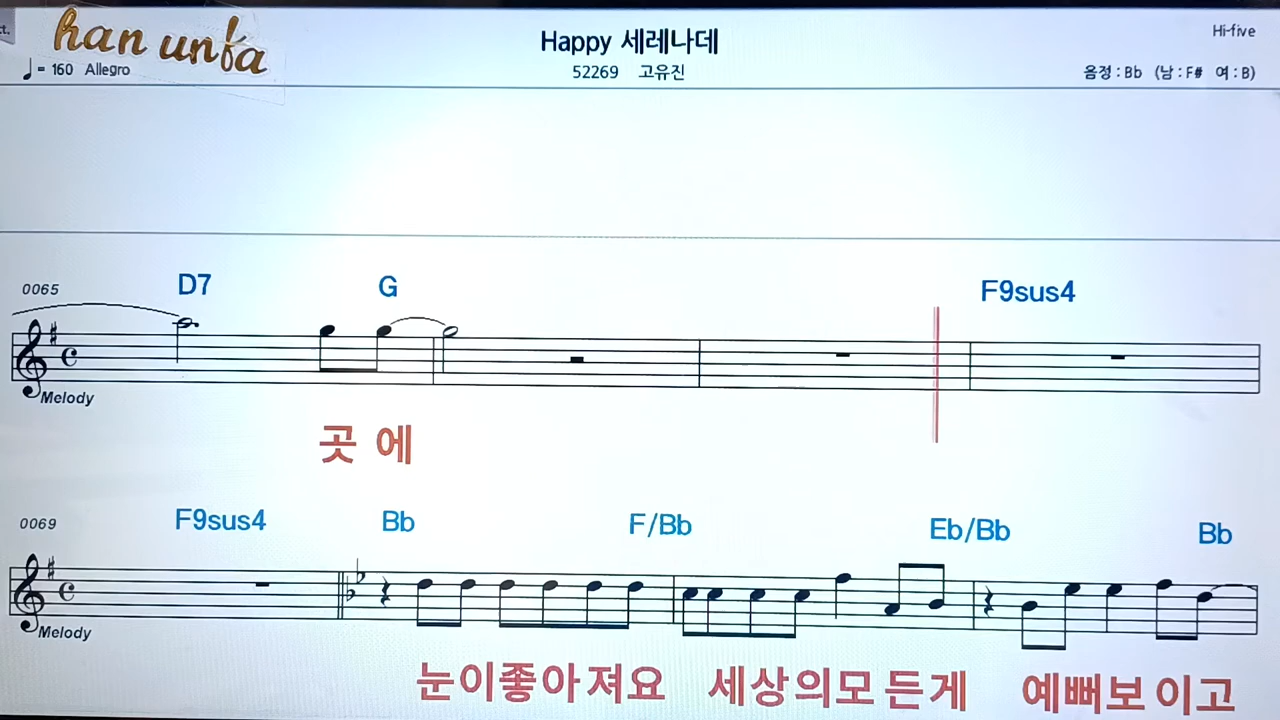 ct.
han unfa
Happy 세레나데
Hi-five
♩= 160 Allegro
52269 고유진
음정 : Bb (남 : F# 여 : B)
0065 D7 G F9sus4
Melody
곳 에
0069 F9sus4 Bb F/Bb Eb/Bb Bb
Melody
눈이좋아져요 세상의모든게 예뻐보이고